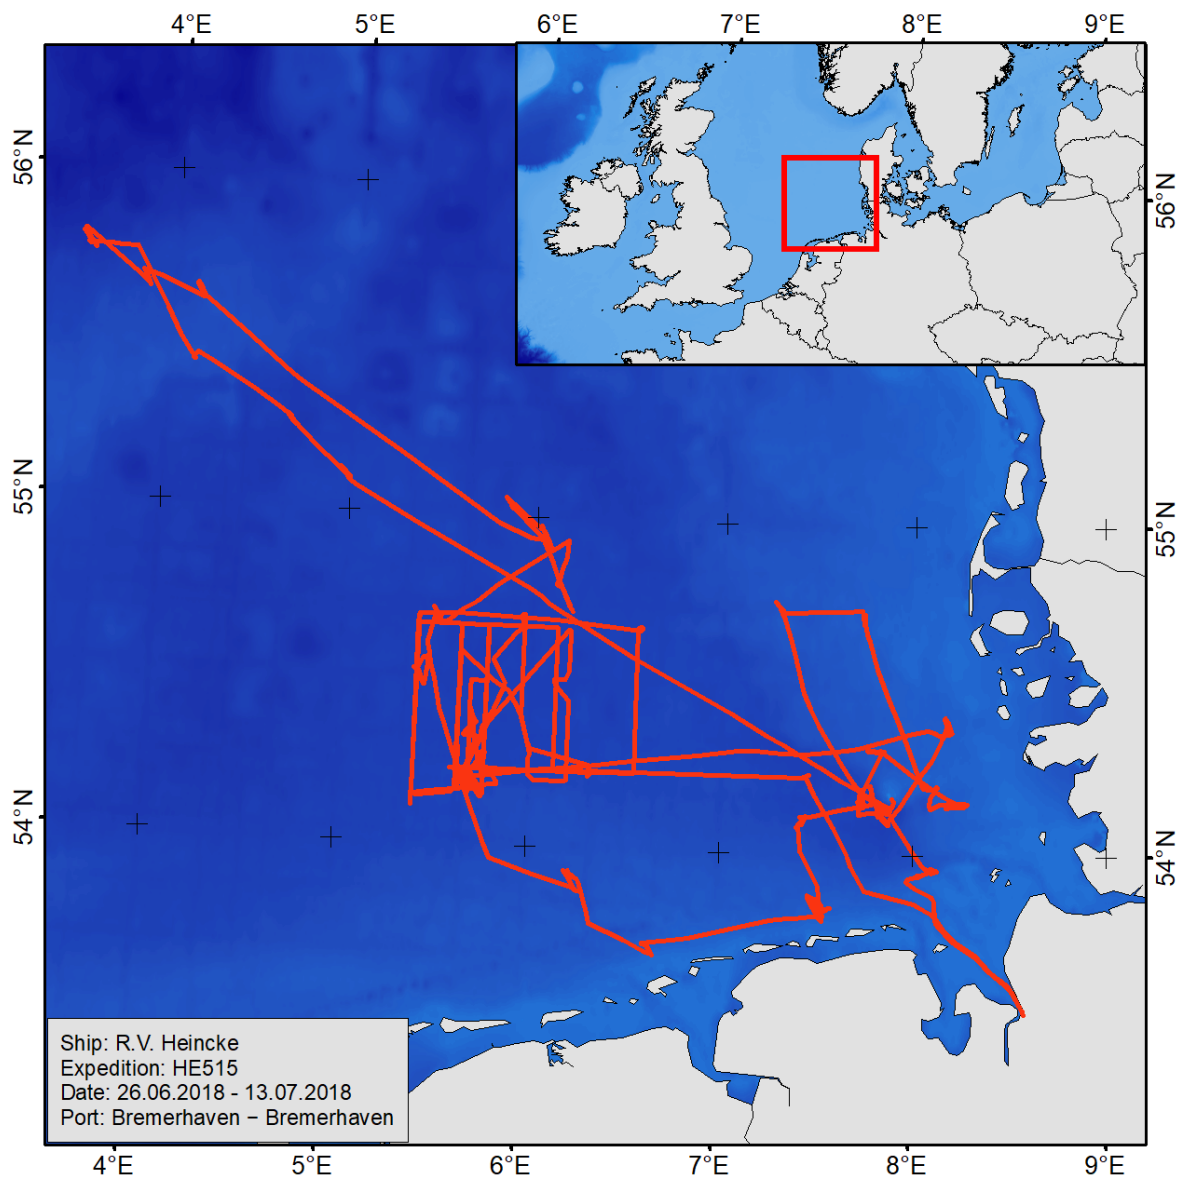 4°E 5°E 6°E 7°E 8°E 9°E
56°N
56°N
55°N
55°N
54°N
54°N
Ship: R.V. Heincke
Expedition: HE515
Date: 26.06.2018 - 13.07.2018
Port: Bremerhaven − Bremerhaven
4°E 5°E 6°E 7°E 8°E 9°E